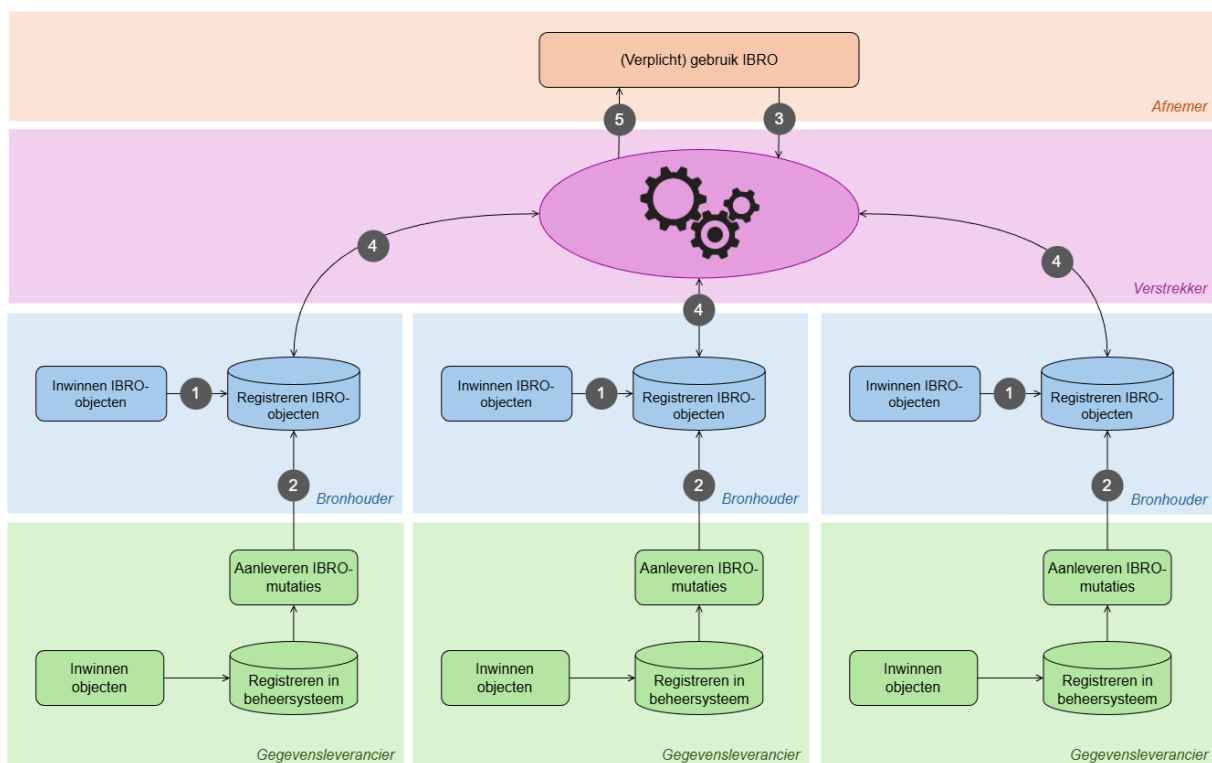 (Verplicht) gebruik IBRO
5
3
Afnemer
4
4
4
Verstrekker
Inwinnen IBRO-
objecten
1
Registreren IBRO-
objecten
2
Bronhouder
Inwinnen IBRO-
objecten
1
Registreren IBRO-
objecten
2
Bronhouder
Inwinnen IBRO-
objecten
1
Registreren IBRO-
objecten
2
Bronhouder
Aanleveren IBRO-
mutaties
Inwinnen
objecten
Registreren in
beheersysteem
Gegevensleverancier
Aanleveren IBRO-
mutaties
Inwinnen
objecten
Registreren in
beheersysteem
Gegevensleverancier
Aanleveren IBRO-
mutaties
Inwinnen
objecten
Registreren in
beheersysteem
Gegevensleverancier